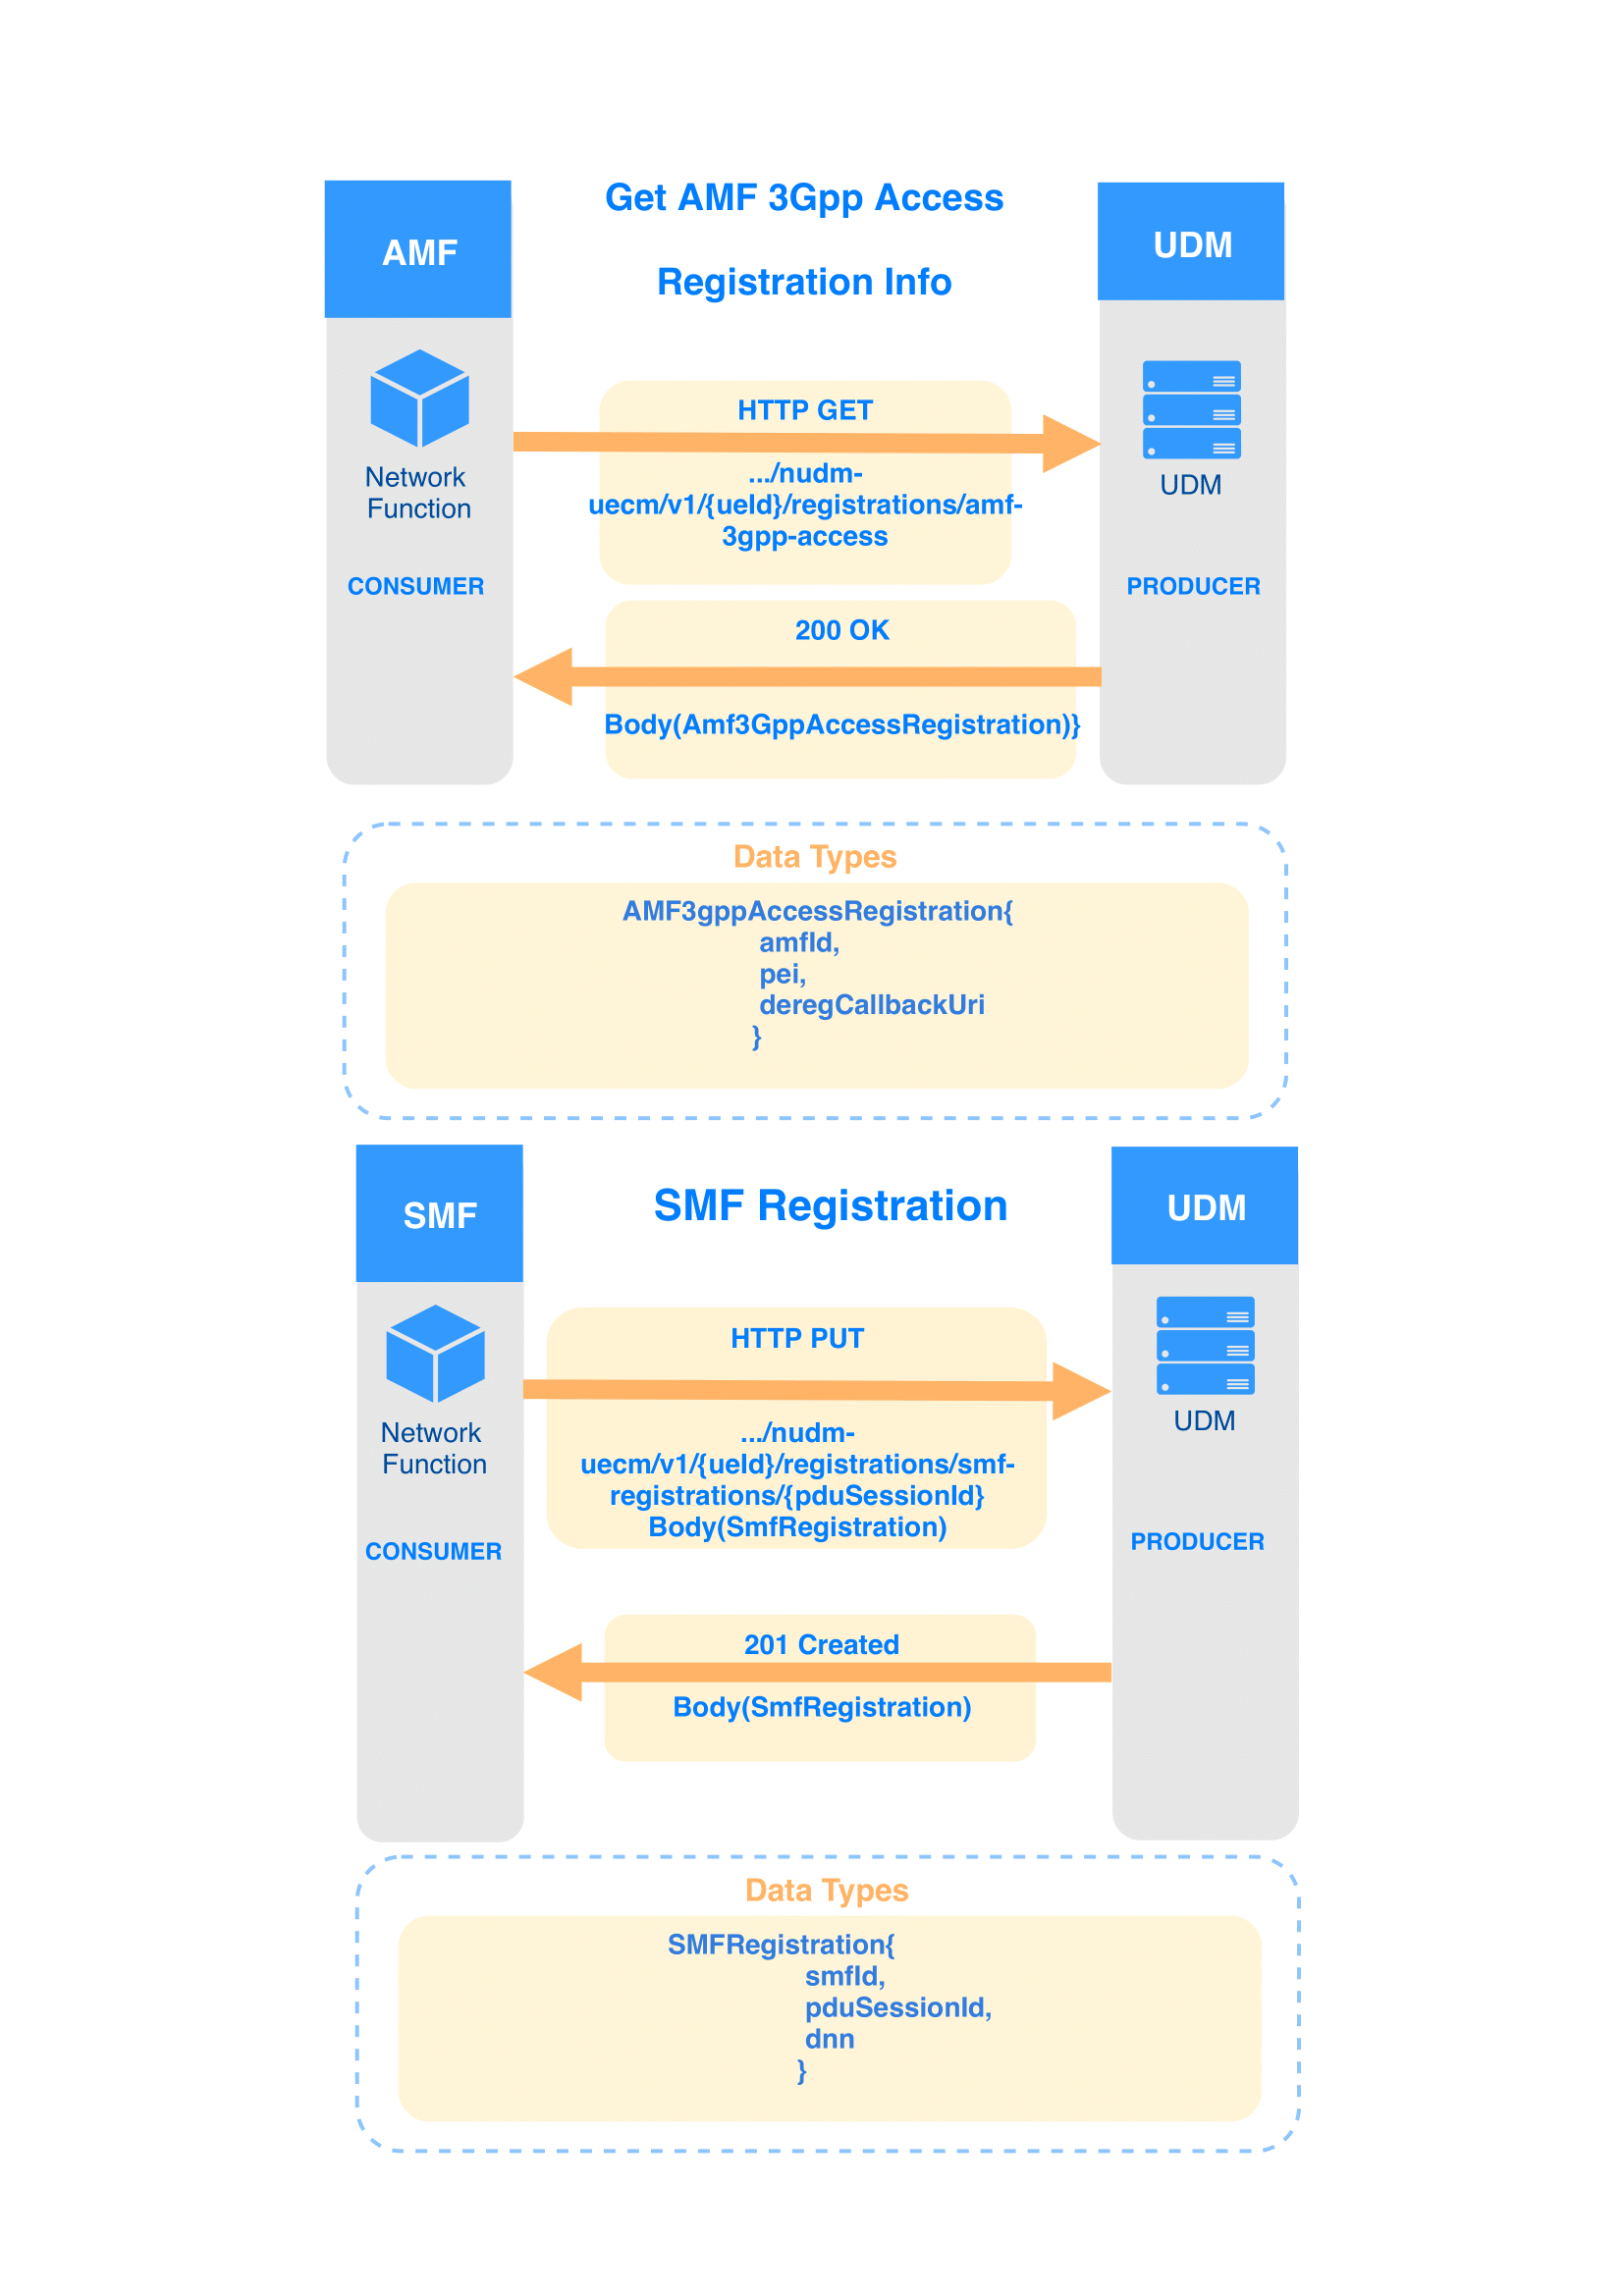 Get AMF 3Gpp Access
Registration Info
AMF
UDM
HTTP GET
.../nudm-
uecm/v1/{ueId}/registrations/amf-
3gpp-access
Network
Function
UDM
CONSUMER
PRODUCER
200 OK
Body(Amf3GppAccessRegistration)}
Data Types
AMF3gppAccessRegistration{
amfId,
pei,
deregCallbackUri
}
SMF
SMF Registration
UDM
HTTP PUT
.../nudm-
uecm/v1/{ueId}/registrations/smf-
registrations/{pduSessionId}
Body(SmfRegistration)
Network
Function
UDM
CONSUMER
PRODUCER
201 Created
Body(SmfRegistration)
Data Types
SMFRegistration{
smfId,
pduSessionId,
dnn
}